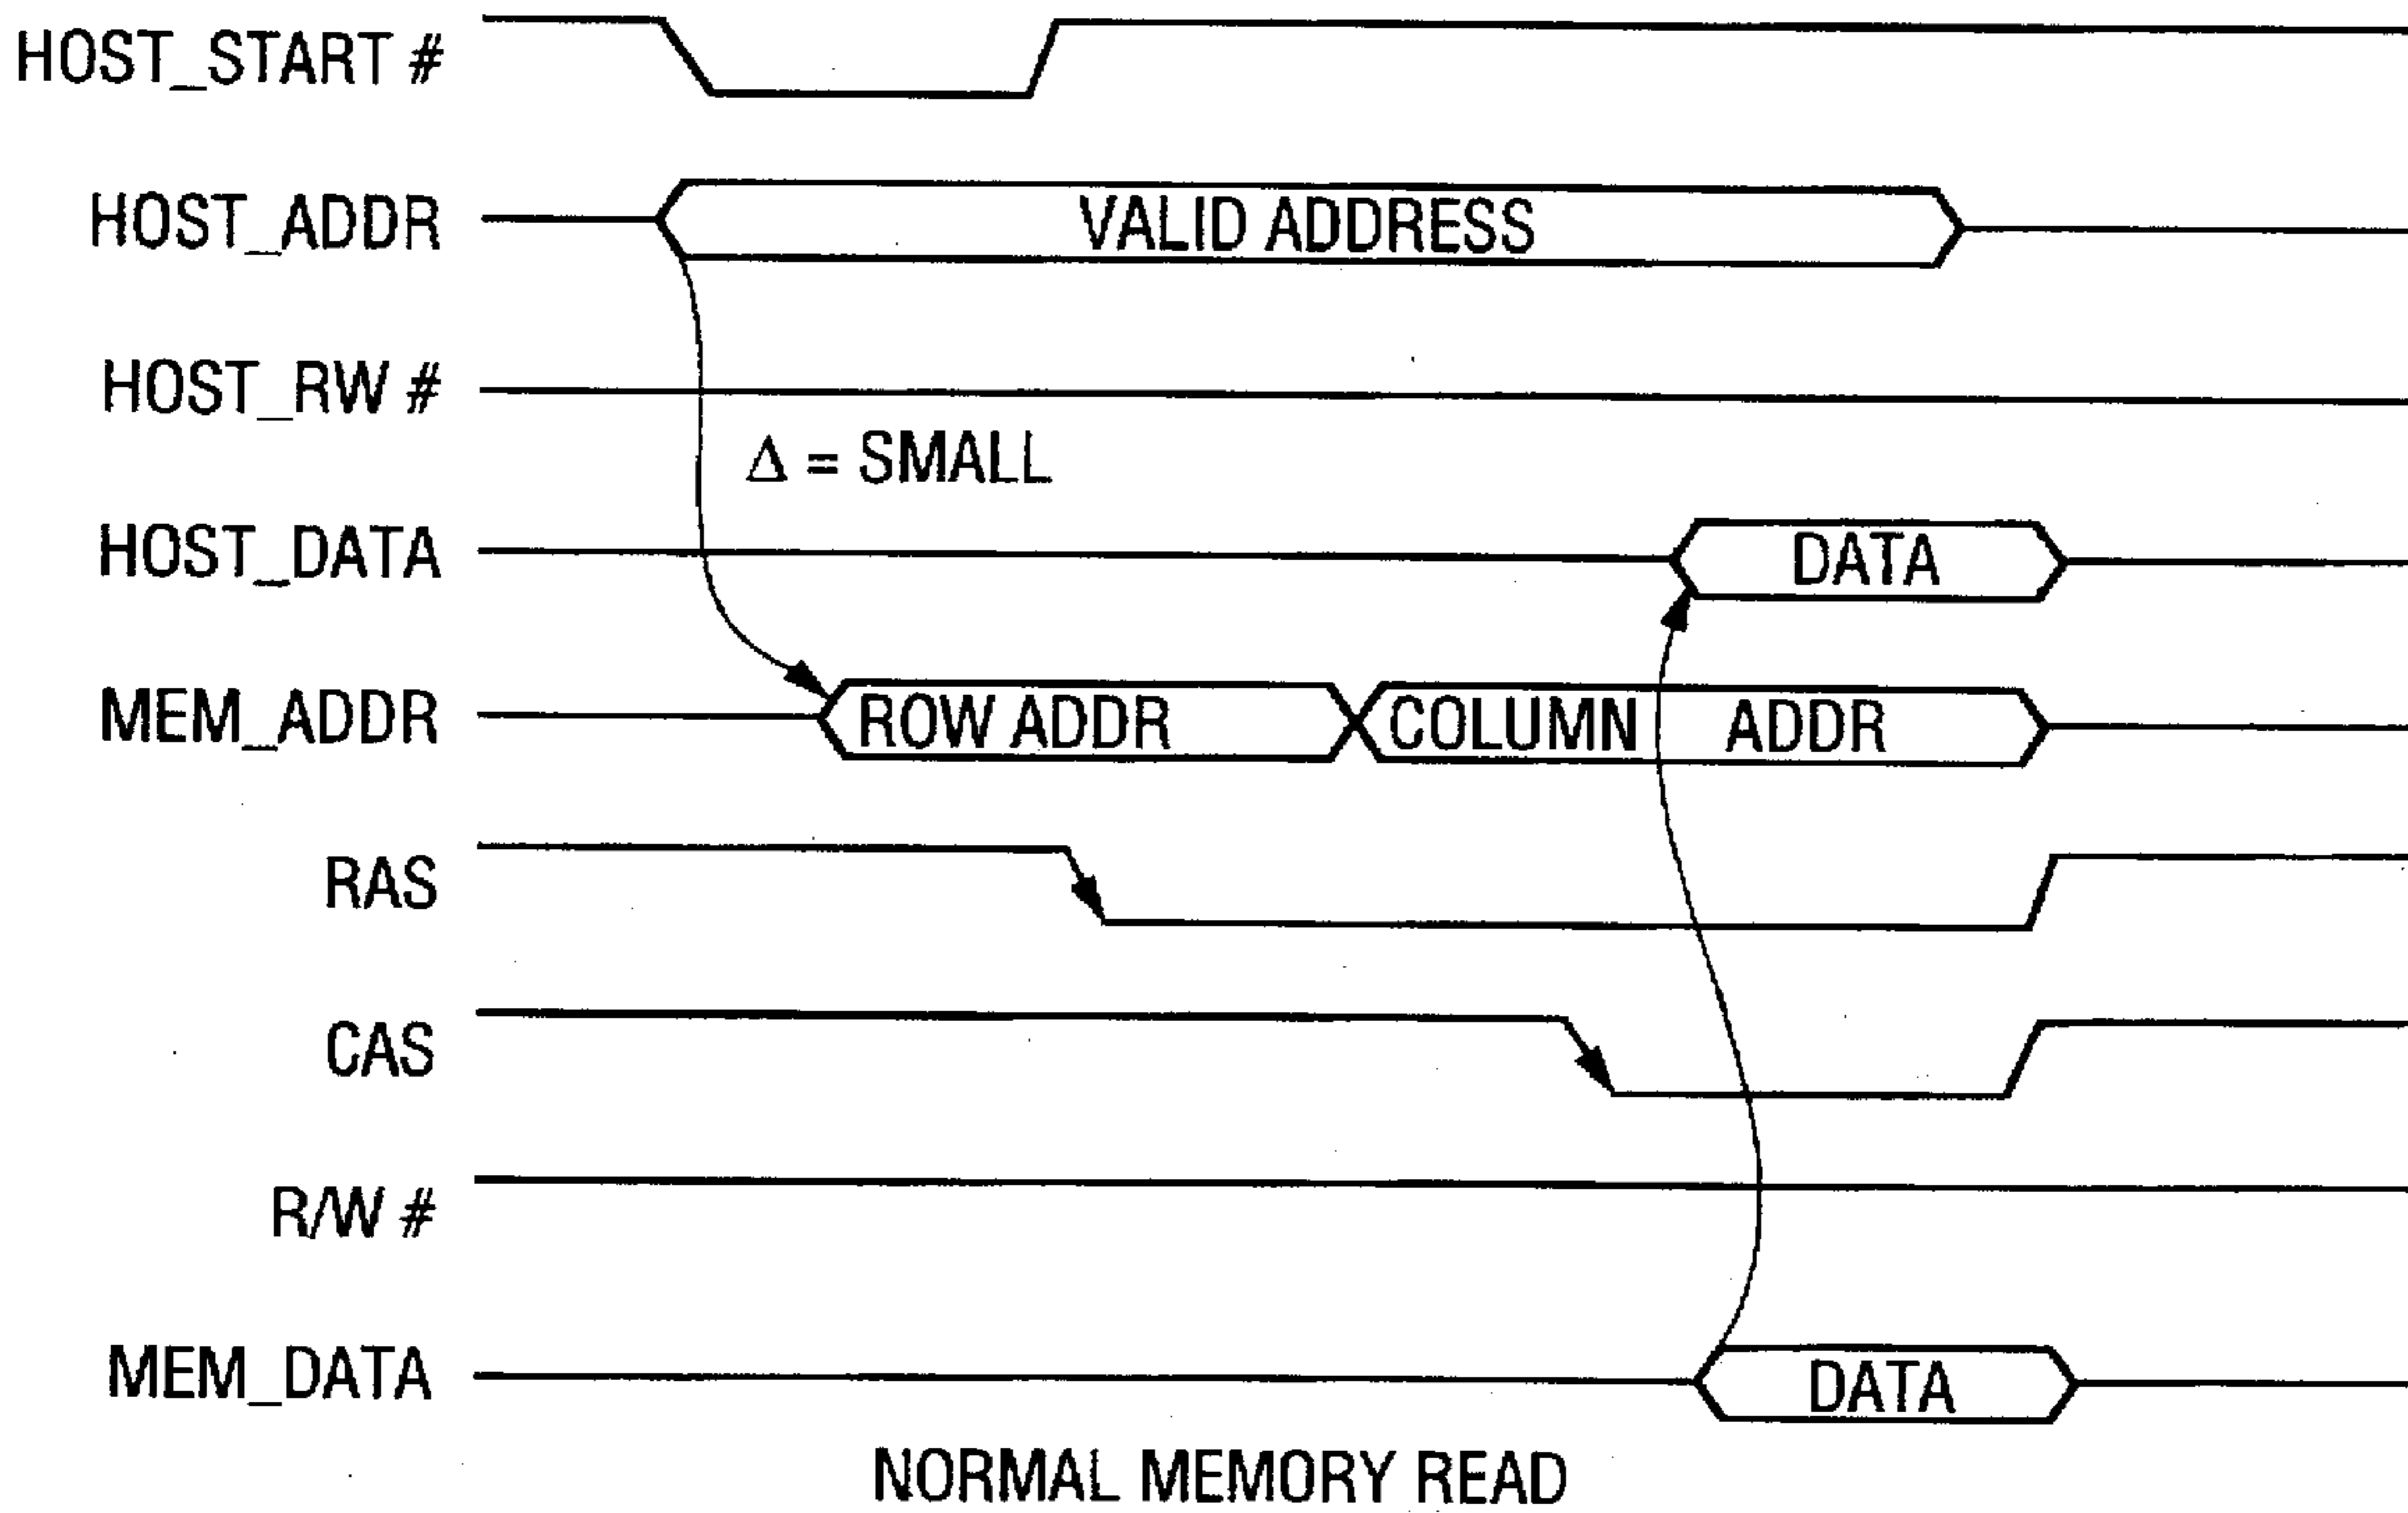 HOST_START #
HOST_ADDR
VALID ADDRESS
HOST_RW #
Δ = SMALL
HOST_DATA
DATA
MEM_ADDR
ROW ADDR
COLUMN ADDR
RAS
CAS
R/W #
MEM_DATA
DATA
NORMAL MEMORY READ